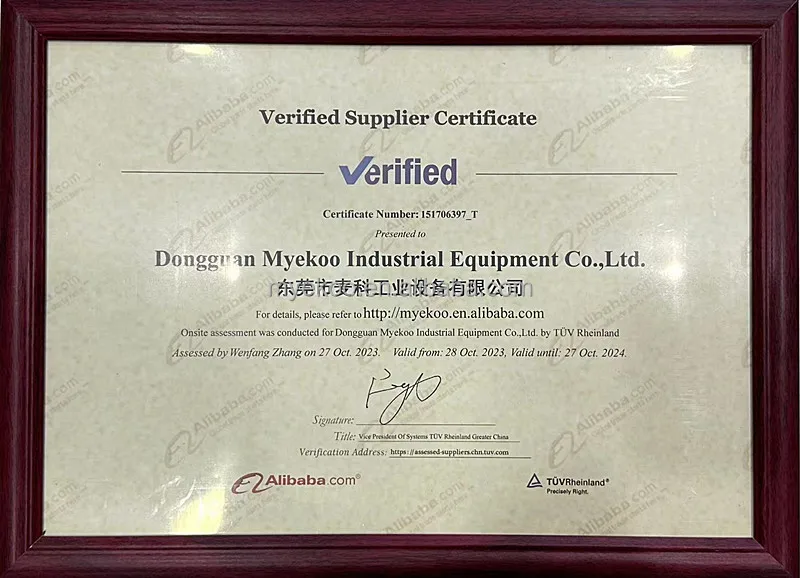 Verified Supplier Certificate
Verified
Certificate Number: 151706397_T
Presented to
Dongguan Myekoo Industrial Equipment Co.,Ltd.
东莞市麦科工业设备有限公司
myekoo.en.alibaba.com
For details, please refer to http://myekoo.en.alibaba.com
Onsite assessment was conducted for Dongguan Myekoo Industrial Equipment Co.,Ltd. by TÜV Rheinland
Assessed by Wenfang Zhang on 27 Oct. 2023. Valid from: 28 Oct. 2023, Valid until: 27 Oct. 2024.
Signature:
Title: Vice President Of Systems TÜV Rheinland Greater China
Verification Address: https://assessed-suppliers.chn.tuv.com
Alibaba.com®
TÜVRheinland®
Precisely Right.